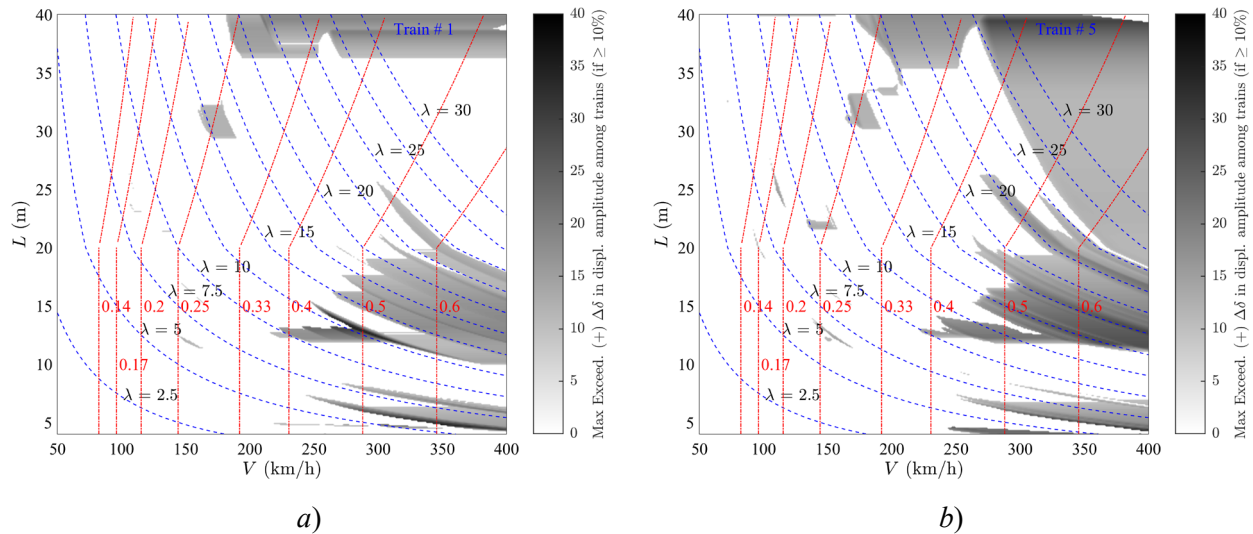 40
35
30
25
20
15
10
5
L (m)
50 100 150 200 250 300 350 400
V (km/h)
Train # 1
λ = 30
λ = 25
λ = 20
λ = 15
λ = 10
λ = 7.5
λ = 5
λ = 2.5
0.14 0.2 0.25 0.33 0.4 0.5 0.6
0.17
40
35
30
25
20
15
10
5
0
Max Exceed. (+) Δδ in displ. amplitude among trains (if ≥ 10%)
a)
40
35
30
25
20
15
10
5
L (m)
50 100 150 200 250 300 350 400
V (km/h)
Train # 5
λ = 30
λ = 25
λ = 20
λ = 15
λ = 10
λ = 7.5
λ = 5
λ = 2.5
0.14 0.2 0.25 0.33 0.4 0.5 0.6
0.17
40
35
30
25
20
15
10
5
0
Max Exceed. (+) Δδ in displ. amplitude among trains (if ≥ 10%)
b)